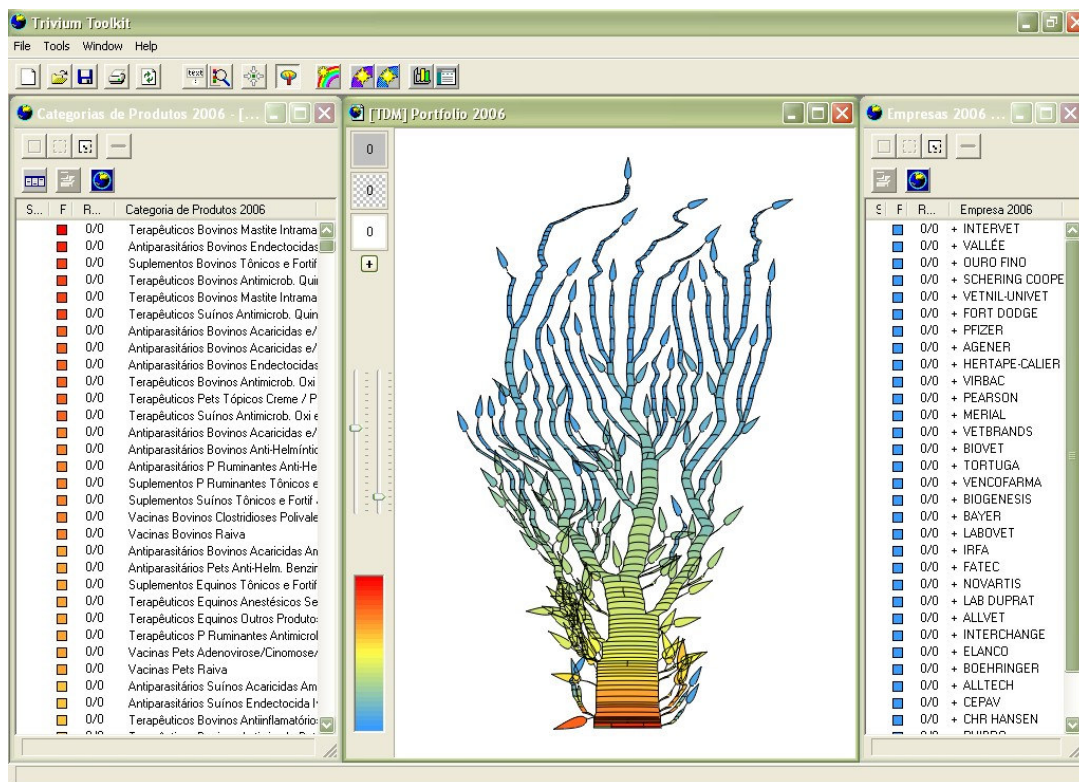 Trivium Toolkit
File Tools Window Help
text
Categorias de Produtos 2006 - [...
S... F R... Categoria de Produtos 2006
0/0 Terapêuticos Bovinos Mastite Intrama
0/0 Antiparasitários Bovinos Endectocidas
0/0 Suplementos Bovinos Tônicos e Fortif
0/0 Terapêuticos Bovinos Antimicrob. Qui
0/0 Terapêuticos Bovinos Mastite Intrama
0/0 Terapêuticos Suínos Antimicrob. Quin
0/0 Antiparasitários Bovinos Acaricidas e/
0/0 Antiparasitários Bovinos Acaricidas e/
0/0 Antiparasitários Bovinos Endectocidas
0/0 Terapêuticos Bovinos Antimicrob. Oxi
0/0 Terapêuticos Pets Tópicos Creme / P
0/0 Terapêuticos Suínos Antimicrob. Oxi e
0/0 Antiparasitários Bovinos Acaricidas e/
0/0 Antiparasitários Bovinos Anti-Helmíntic
0/0 Antiparasitários P Ruminantes Anti-He
0/0 Suplementos P Ruminantes Tônicos e
0/0 Suplementos Suínos Tônicos e Fortif
0/0 Vacinas Bovinos Clostridioses Polivale
0/0 Vacinas Bovinos Raiva
0/0 Antiparasitários Bovinos Acaricidas Am
0/0 Antiparasitários Pets Anti-Helm. Benzir
0/0 Suplementos Equinos Tônicos e Fortif
0/0 Terapêuticos Equinos Anestésicos Se
0/0 Terapêuticos Equinos Outros Produto
0/0 Terapêuticos P Ruminantes Antimicrol
0/0 Vacinas Pets Adenovirose/Cinomose/
0/0 Vacinas Pets Raiva
0/0 Antiparasitários Suínos Acaricidas Am
0/0 Antiparasitários Suínos Endectocida I
0/0 Terapêuticos Bovinos Antiinflamatório
[TDM] Portfolio 2006
0
0
0
+
Empresas 2006 ...
S F R... Empresa 2006
0/0 + INTERVET
0/0 + VALLÉE
0/0 + OURO FINO
0/0 + SCHERING COOPE
0/0 + VETNIL-UNIVET
0/0 + FORT DODGE
0/0 + PFIZER
0/0 + AGENER
0/0 + HERTAPE-CALIER
0/0 + VIRBAC
0/0 + PEARSON
0/0 + MERIAL
0/0 + VETBRANDS
0/0 + BIOVET
0/0 + TORTUGA
0/0 + VENCOFARMA
0/0 + BIOGENESIS
0/0 + BAYER
0/0 + LABOVET
0/0 + IRFA
0/0 + FATEC
0/0 + NOVARTIS
0/0 + LAB DUPRAT
0/0 + ALLVET
0/0 + INTERCHANGE
0/0 + ELANCO
0/0 + BOEHRINGER
0/0 + ALLTECH
0/0 + CEPAV
0/0 + CHR HANSEN